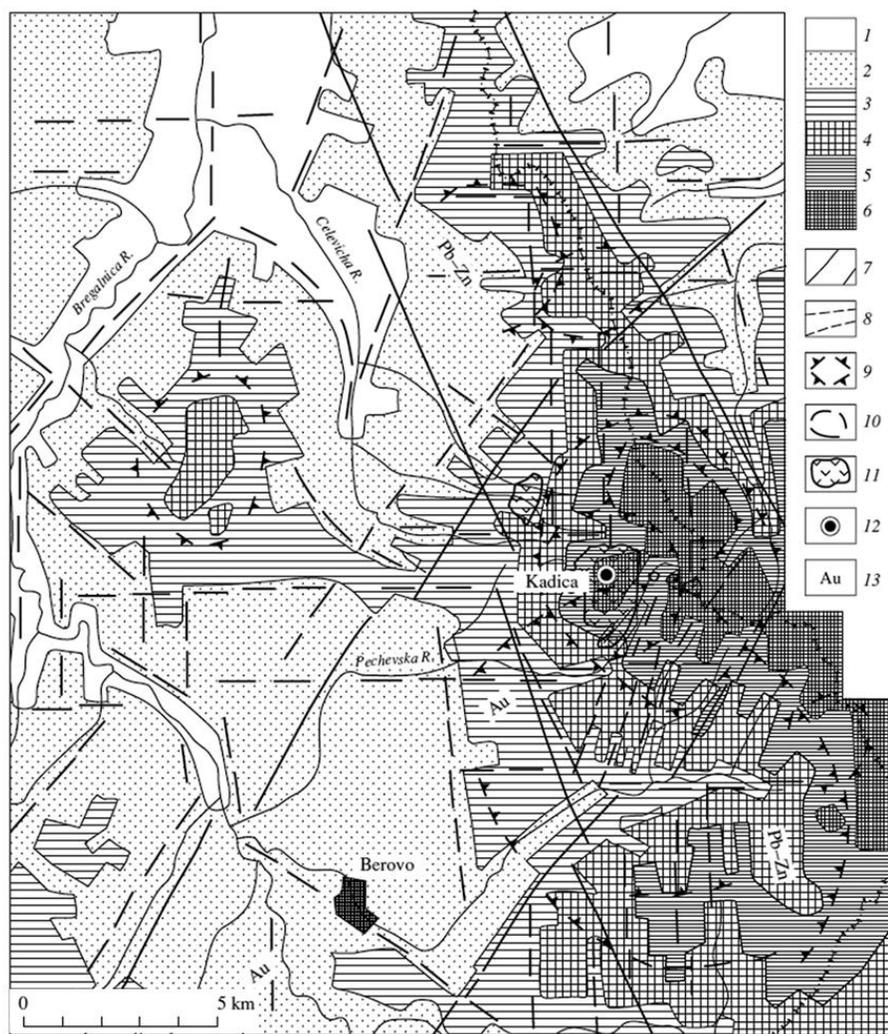 1
2
3
4
5
6
7
8
9
10
11
12
Au 13
Celevicha R.
Bregalnica R.
Pb–Zn
Kadica
Pechevska R.
Au
Pb–Zn
Berovo
Au
0 5 km